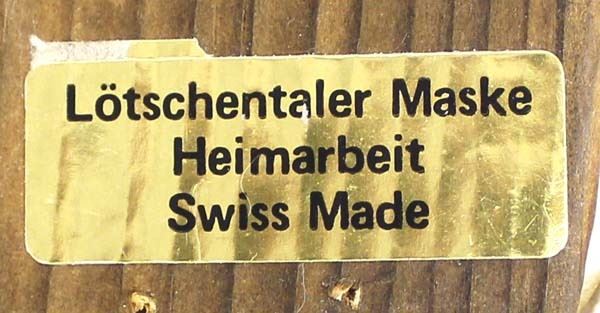 Lötschentaler Maske
Heimarbeit
Swiss Made